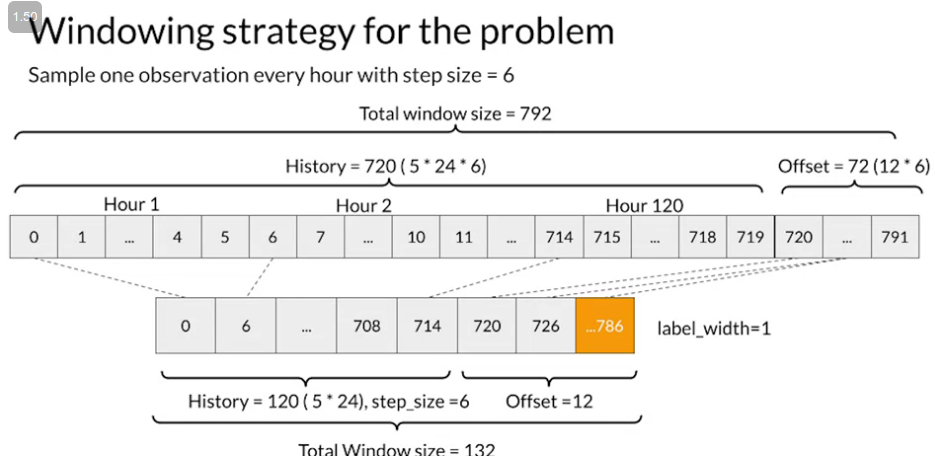 1.50
Windowing strategy for the problem
Sample one observation every hour with step size = 6
Total window size = 792
History = 720 ( 5 * 24 * 6)
Offset = 72 (12 * 6)
Hour 1
Hour 2
Hour 120
0 1 ... 4 5 6 7 ... 10 11 ... 714 715 ... 718 719 720 ... 791
0 6 ... 708 714 720 726 ...786
label_width=1
History = 120 ( 5 * 24), step_size =6
Offset =12
Total Window size = 132